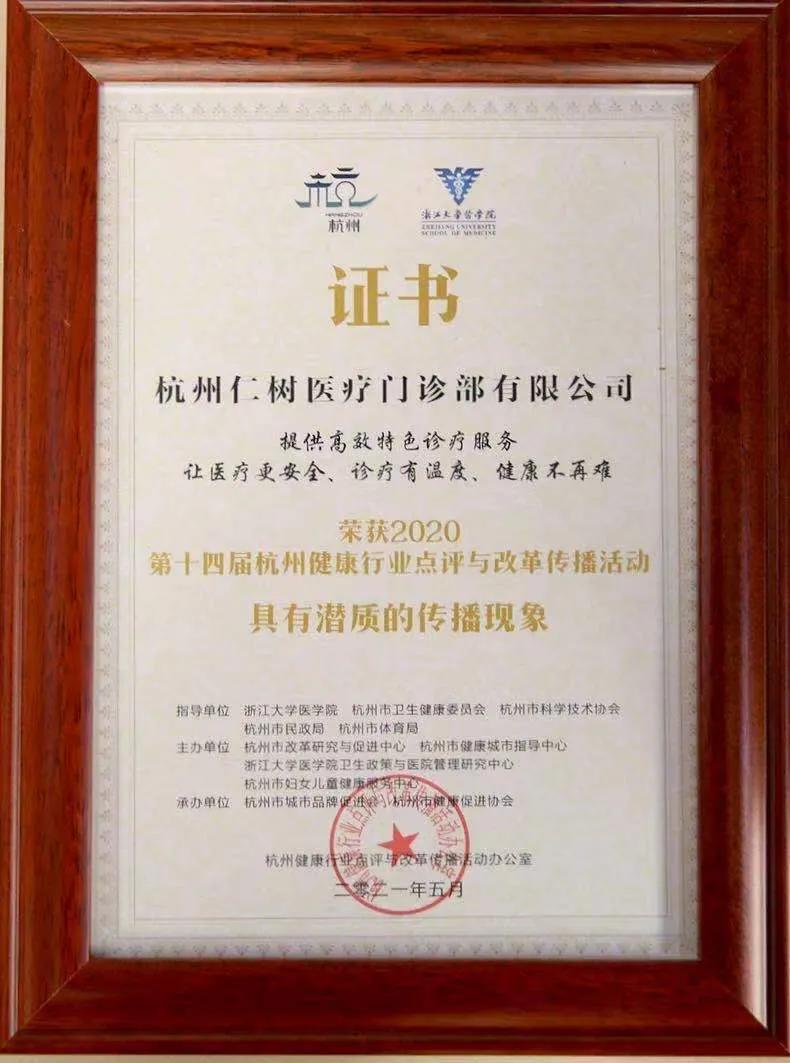 杭
HANGZHOU
杭州
浙江大学医学院
ZHEJIANG UNIVERSITY
SCHOOL OF MEDICINE
证书
杭州仁树医疗门诊部有限公司
提供高效特色诊疗服务
让医疗更安全、诊疗有温度、健康不再难
荣获2020
第十四届杭州健康行业点评与改革传播活动
具有潜质的传播现象
指导单位 浙江大学医学院 杭州市卫生健康委员会 杭州市科学技术协会
杭州市民政局 杭州市体育局
主办单位 杭州市改革研究与促进中心 杭州市健康城市指导中心
浙江大学医学院卫生政策与医院管理研究中心
杭州市妇女儿童健康服务中心
承办单位 杭州市城市品牌促进会 杭州市健康促进协会
杭州健康行业点评与改革传播活动办公室
二零二一年五月